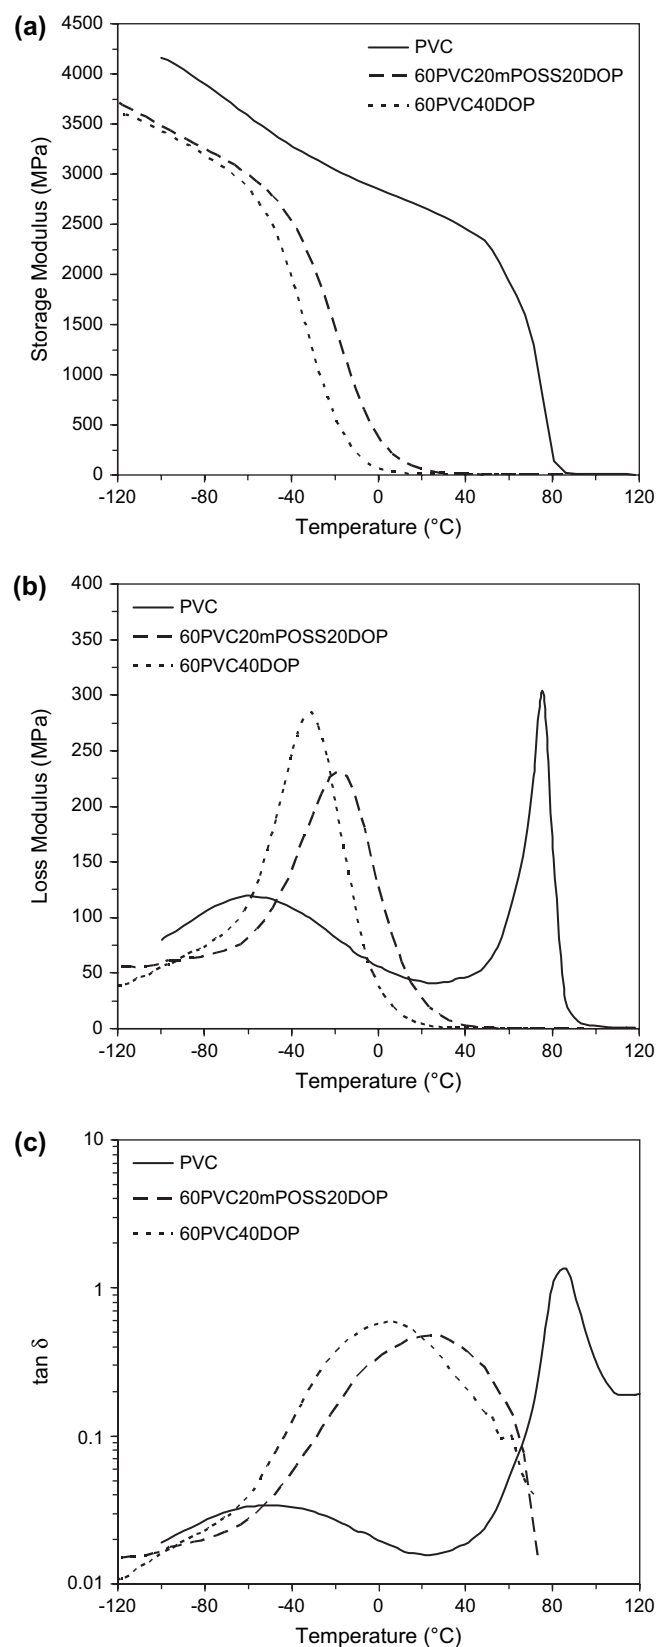 (a)
4500
4000
3500
3000
2500
2000
1500
1000
500
0
Storage Modulus (MPa)
PVC
60PVC20mPOSS20DOP
60PVC40DOP
-120 -80 -40 0 40 80 120
Temperature (°C)
(b)
400
350
300
250
200
150
100
50
0
Loss Modulus (MPa)
PVC
60PVC20mPOSS20DOP
60PVC40DOP
-120 -80 -40 0 40 80 120
Temperature (°C)
(c)
10
1
0.1
0.01
tan δ
PVC
60PVC20mPOSS20DOP
60PVC40DOP
-120 -80 -40 0 40 80 120
Temperature (°C)